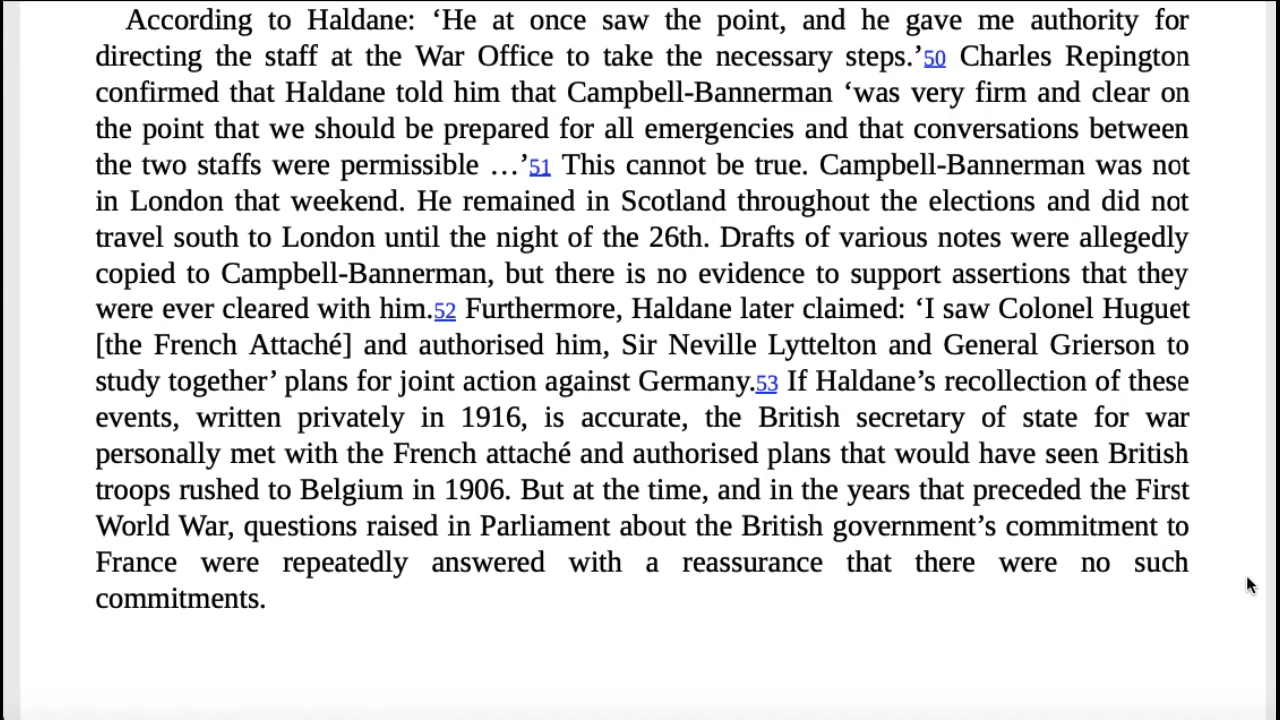 According to Haldane: ‘He at once saw the point, and he gave me authority for
directing the staff at the War Office to take the necessary steps.’50 Charles Repington
confirmed that Haldane told him that Campbell-Bannerman ‘was very firm and clear on
the point that we should be prepared for all emergencies and that conversations between
the two staffs were permissible …’51 This cannot be true. Campbell-Bannerman was not
in London that weekend. He remained in Scotland throughout the elections and did not
travel south to London until the night of the 26th. Drafts of various notes were allegedly
copied to Campbell-Bannerman, but there is no evidence to support assertions that they
were ever cleared with him.52 Furthermore, Haldane later claimed: ‘I saw Colonel Huguet
[the French Attaché] and authorised him, Sir Neville Lyttelton and General Grierson to
study together’ plans for joint action against Germany.53 If Haldane’s recollection of these
events, written privately in 1916, is accurate, the British secretary of state for war
personally met with the French attaché and authorised plans that would have seen British
troops rushed to Belgium in 1906. But at the time, and in the years that preceded the First
World War, questions raised in Parliament about the British government’s commitment to
France were repeatedly answered with a reassurance that there were no such
commitments.